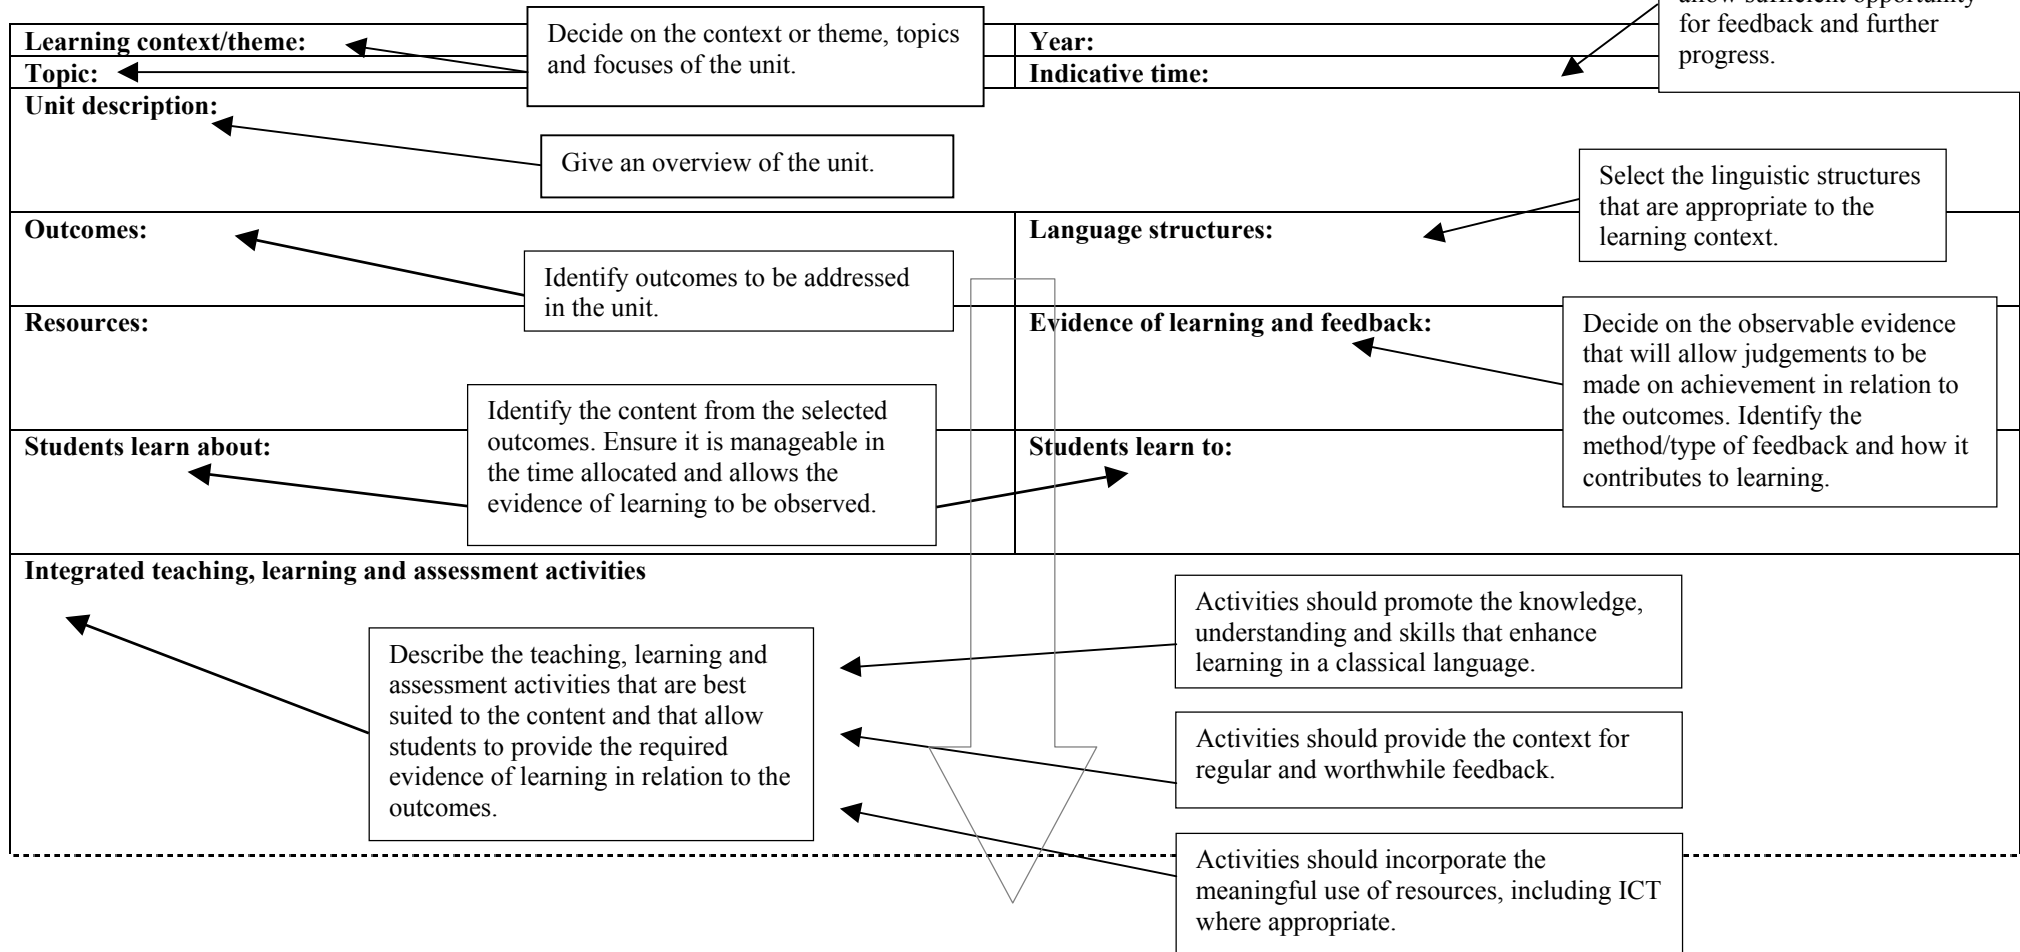 allow sufficient opportunity
for feedback and further
progress.
Learning context/theme:
Decide on the context or theme, topics
and focuses of the unit.
Year:
Topic:
Indicative time:
Unit description:
Give an overview of the unit.
Select the linguistic structures
that are appropriate to the
learning context.
Outcomes:
Language structures:
Identify outcomes to be addressed
in the unit.
Resources:
Evidence of learning and feedback:
Decide on the observable evidence
that will allow judgements to be
made on achievement in relation to
the outcomes. Identify the
method/type of feedback and how it
contributes to learning.
Identify the content from the selected
outcomes. Ensure it is manageable in
the time allocated and allows the
evidence of learning to be observed.
Students learn about:
Students learn to:
Integrated teaching, learning and assessment activities
Describe the teaching, learning and
assessment activities that are best
suited to the content and that allow
students to provide the required
evidence of learning in relation to the
outcomes.
Activities should promote the knowledge,
understanding and skills that enhance
learning in a classical language.
Activities should provide the context for
regular and worthwhile feedback.
Activities should incorporate the
meaningful use of resources, including ICT
where appropriate.